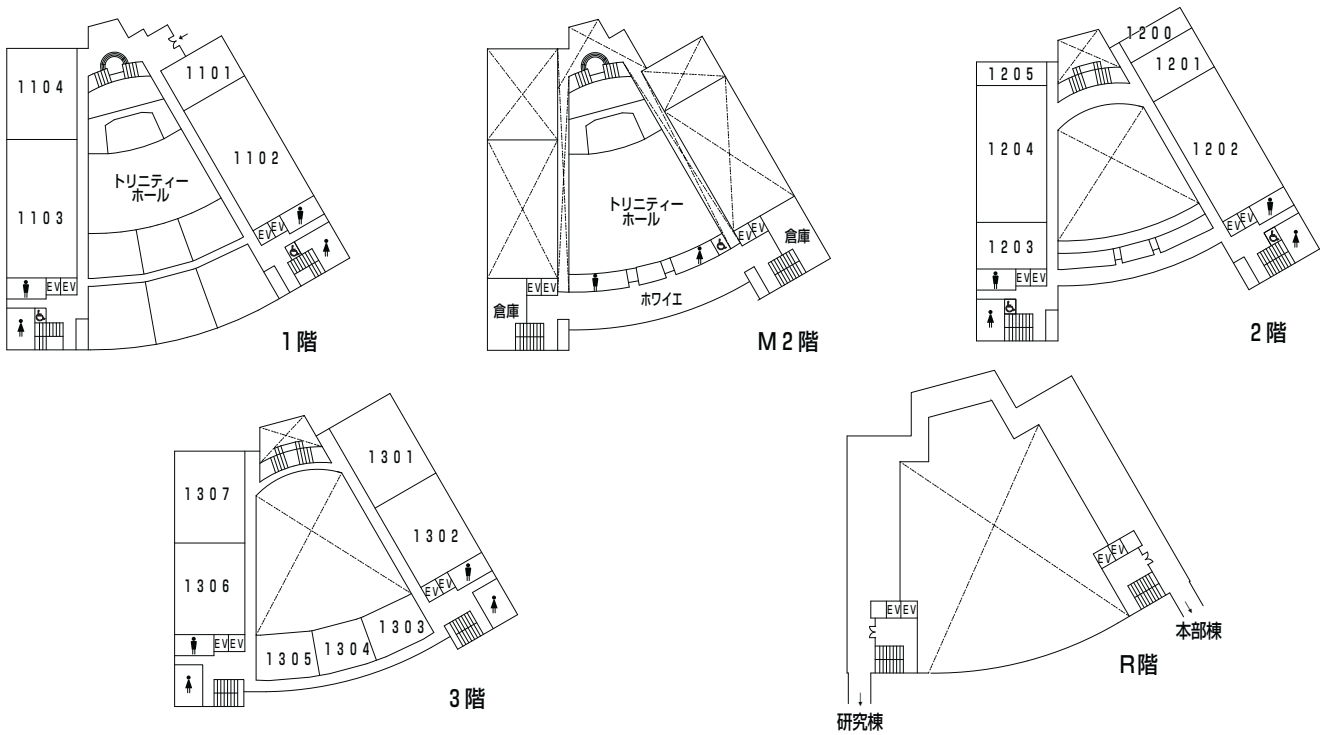 1104
1101
1102
1103
トリニティー
ホール
EV EV
EV EV
1階
トリニティー
ホール
倉庫
EV EV
EV EV
倉庫
ホワイエ
M2階
1200
1201
1205
1204
1202
1203
EV EV
EV EV
2階
1301
1307
1302
1306
EV EV
EV EV
1303
1304
1305
3階
EV EV
EV EV
本部棟
R階
研究棟